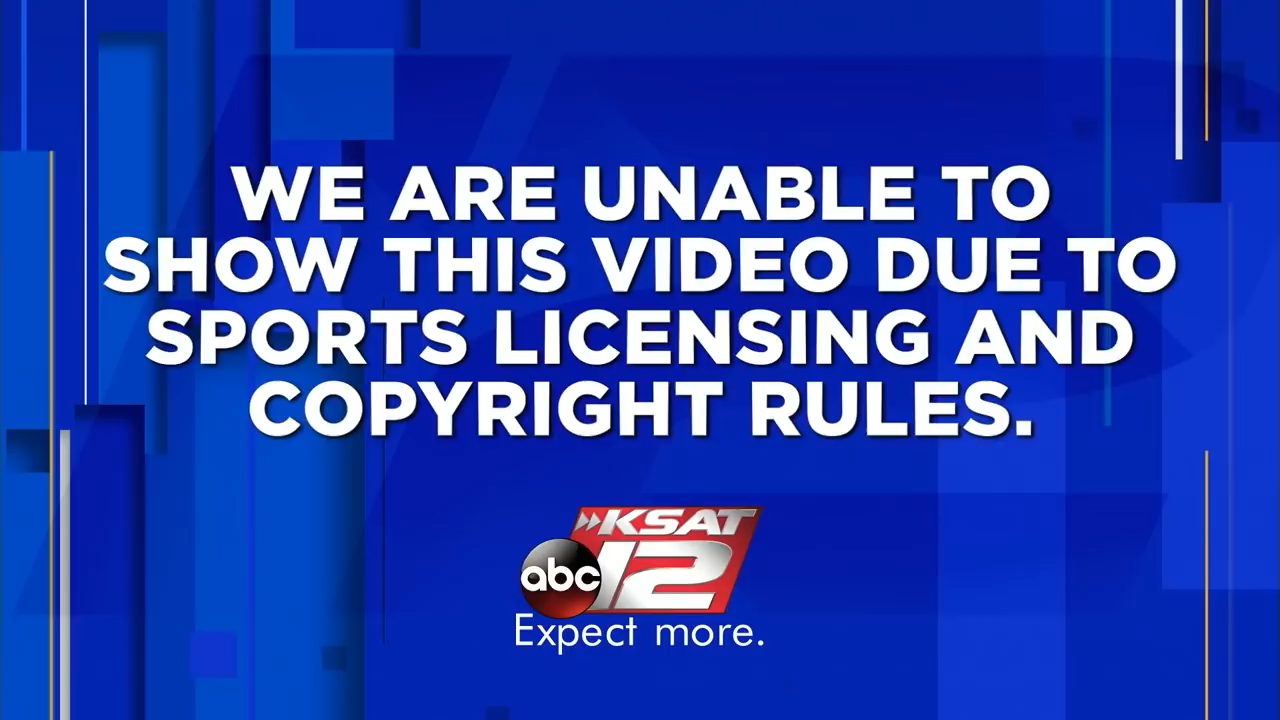 WE ARE UNABLE TO
SHOW THIS VIDEO DUE TO
SPORTS LICENSING AND
COPYRIGHT RULES.
KSAT
abc 12
Expect more.